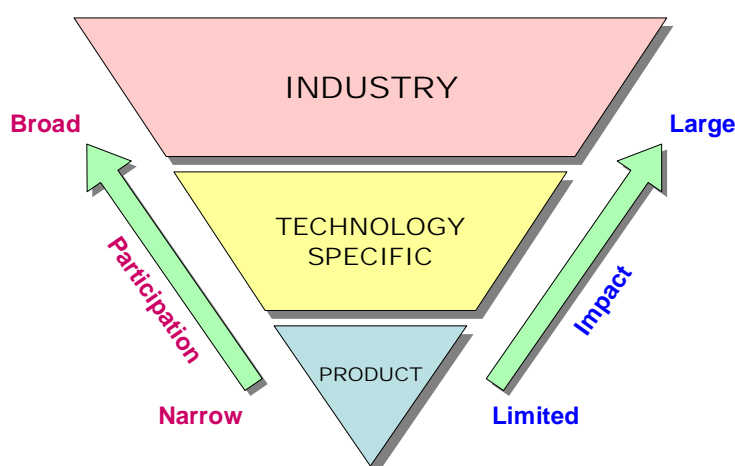 INDUSTRY
Broad
Large
TECHNOLOGY
SPECIFIC
Participation
Impact
PRODUCT
Narrow
Limited